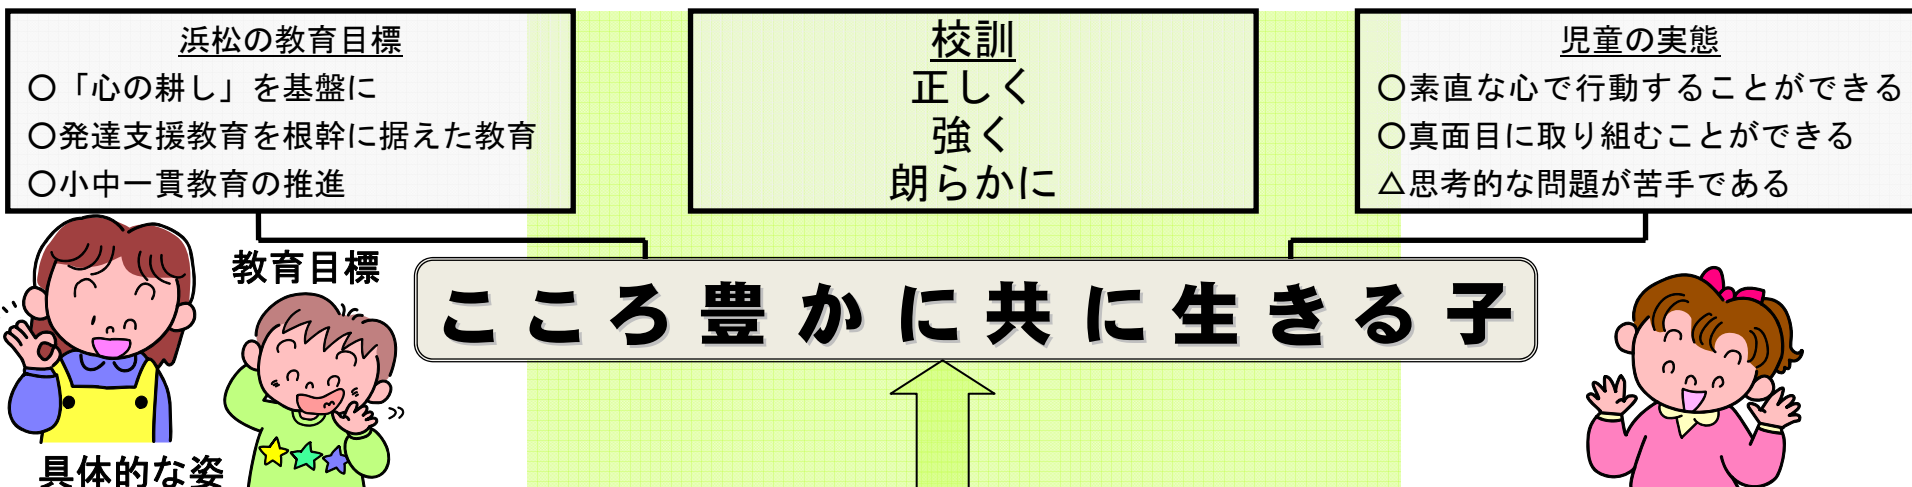 浜松の教育目標
〇「心の耕し」を基盤に
〇発達支援教育を根幹に据えた教育
〇小中一貫教育の推進
校訓
正しく
強く
朗らかに
児童の実態
〇素直な心で行動することができる
〇真面目に取り組むことができる
△思考的な問題が苦手である
教育目標
こころ豊かに共に生きる子
具体的な姿